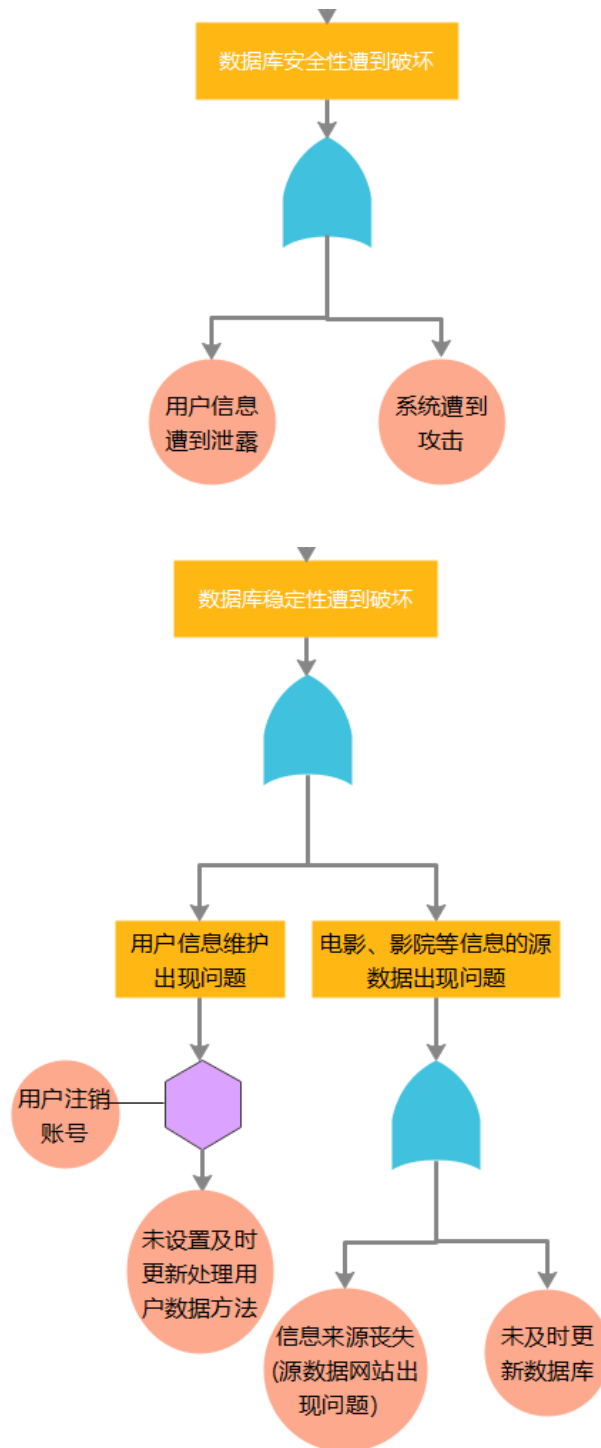 数据库安全性遭到破坏
用户信息
遭到泄露
系统遭到
攻击
数据库稳定性遭到破坏
用户信息维护
出现问题
电影、影院等信息的源
数据出现问题
用户注销
账号
未设置及时
更新处理用
户数据方法
信息来源丧失
(源数据网站出
现问题)
未及时更
新数据库